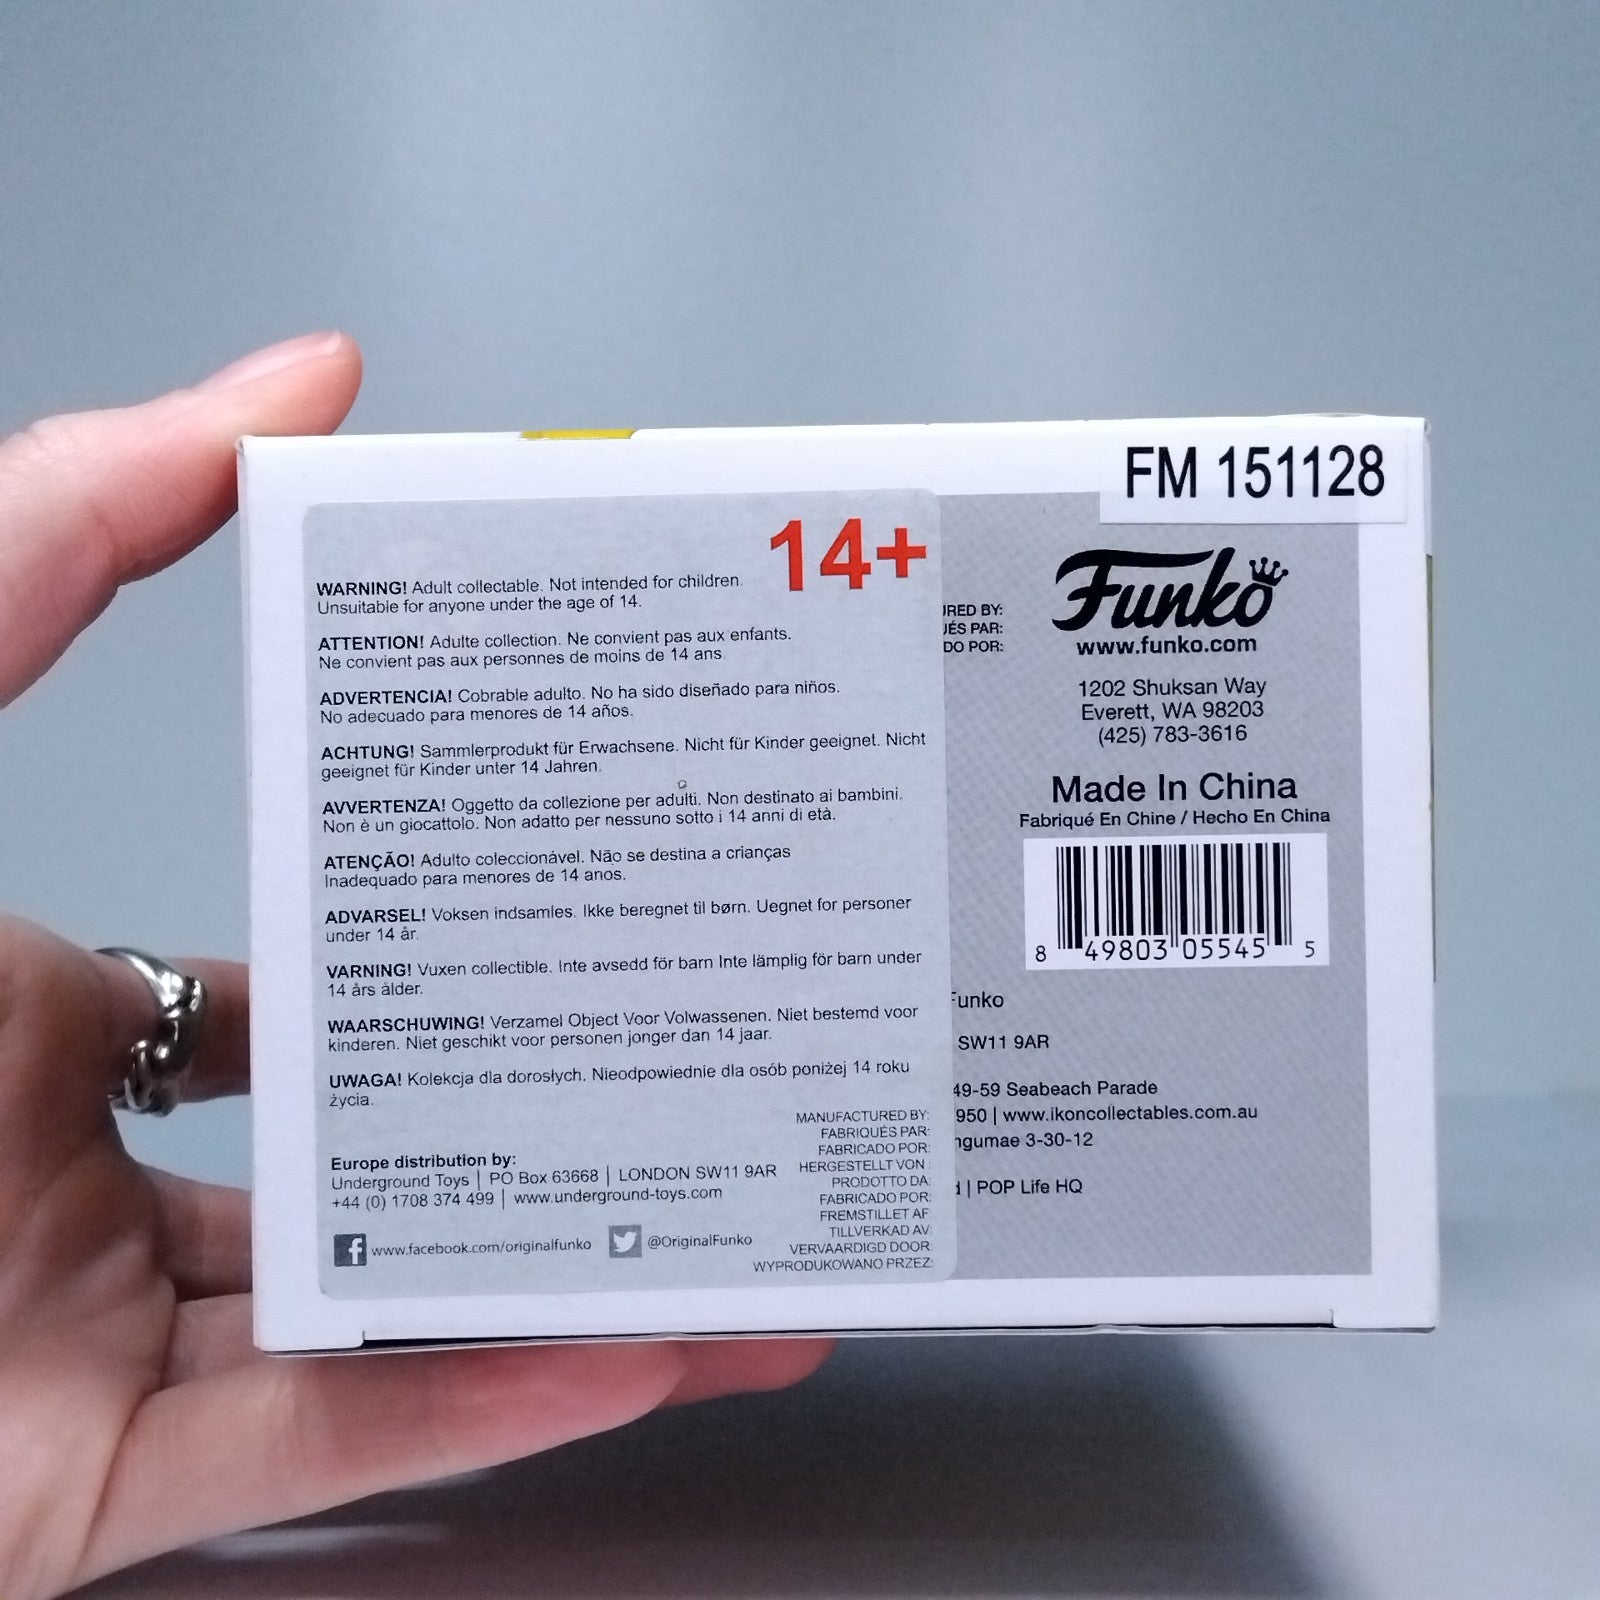 FM 151128
14+
WARNING! Adult collectable. Not intended for children.
Unsuitable for anyone under the age of 14.
ATTENTION! Adulte collection. Ne convient pas aux enfants.
Ne convient pas aux personnes de moins de 14 ans.
ADVERTENCIA! Cobrable adulto. No ha sido diseñado para niños.
No adecuado para menores de 14 años.
ACHTUNG! Sammlerprodukt für Erwachsene. Nicht für Kinder geeignet. Nicht
geeignet für Kinder unter 14 Jahren.
AVVERTENZA! Oggetto da collezione per adulti. Non destinato ai bambini.
Non è un giocattolo. Non adatto per nessuno sotto i 14 anni di età.
ATENÇÃO! Adulto coleccionável. Não se destina a crianças
Inadequado para menores de 14 anos.
ADVARSEL! Voksen indsamles. Ikke beregnet til børn. Uegnet for personer
under 14 år.
VARNING! Vuxen collectible. Inte avsedd för barn Inte lämplig för barn under
14 års ålder.
WAARSCHUWING! Verzamel Object Voor Volwassenen. Niet bestemd voor
kinderen. Niet geschikt voor personen jonger dan 14 jaar.
UWAGA! Kolekcja dla dorosłych. Nieodpowiednie dla osób poniżej 14 roku
życia.
MANUFACTURED BY:
FABRIQUÉS PAR:
FABRICADO POR:
HERGESTELLT VON :
PRODOTTO DA:
FABRICADO POR:
FREMSTILLET AF:
TILLVERKAD AV:
VERVAARDIGD DOOR:
WYPRODUKOWANO PRZEZ:
Europe distribution by:
Underground Toys | PO Box 63668 | LONDON SW11 9AR
+44 (0) 1708 374 499 | www.underground-toys.com
www.facebook.com/originalfunko @OriginalFunko
RED BY:
ÉS PAR:
DO POR:
Funko
www.funko.com
1202 Shuksan Way
Everett, WA 98203
(425) 783-3616
Made In China
Fabriqué En Chine / Hecho En China
8 49803 05545 5
Funko
SW11 9AR
49-59 Seabeach Parade
950 | www.ikoncollectables.com.au
ngumae 3-30-12
| POP Life HQ